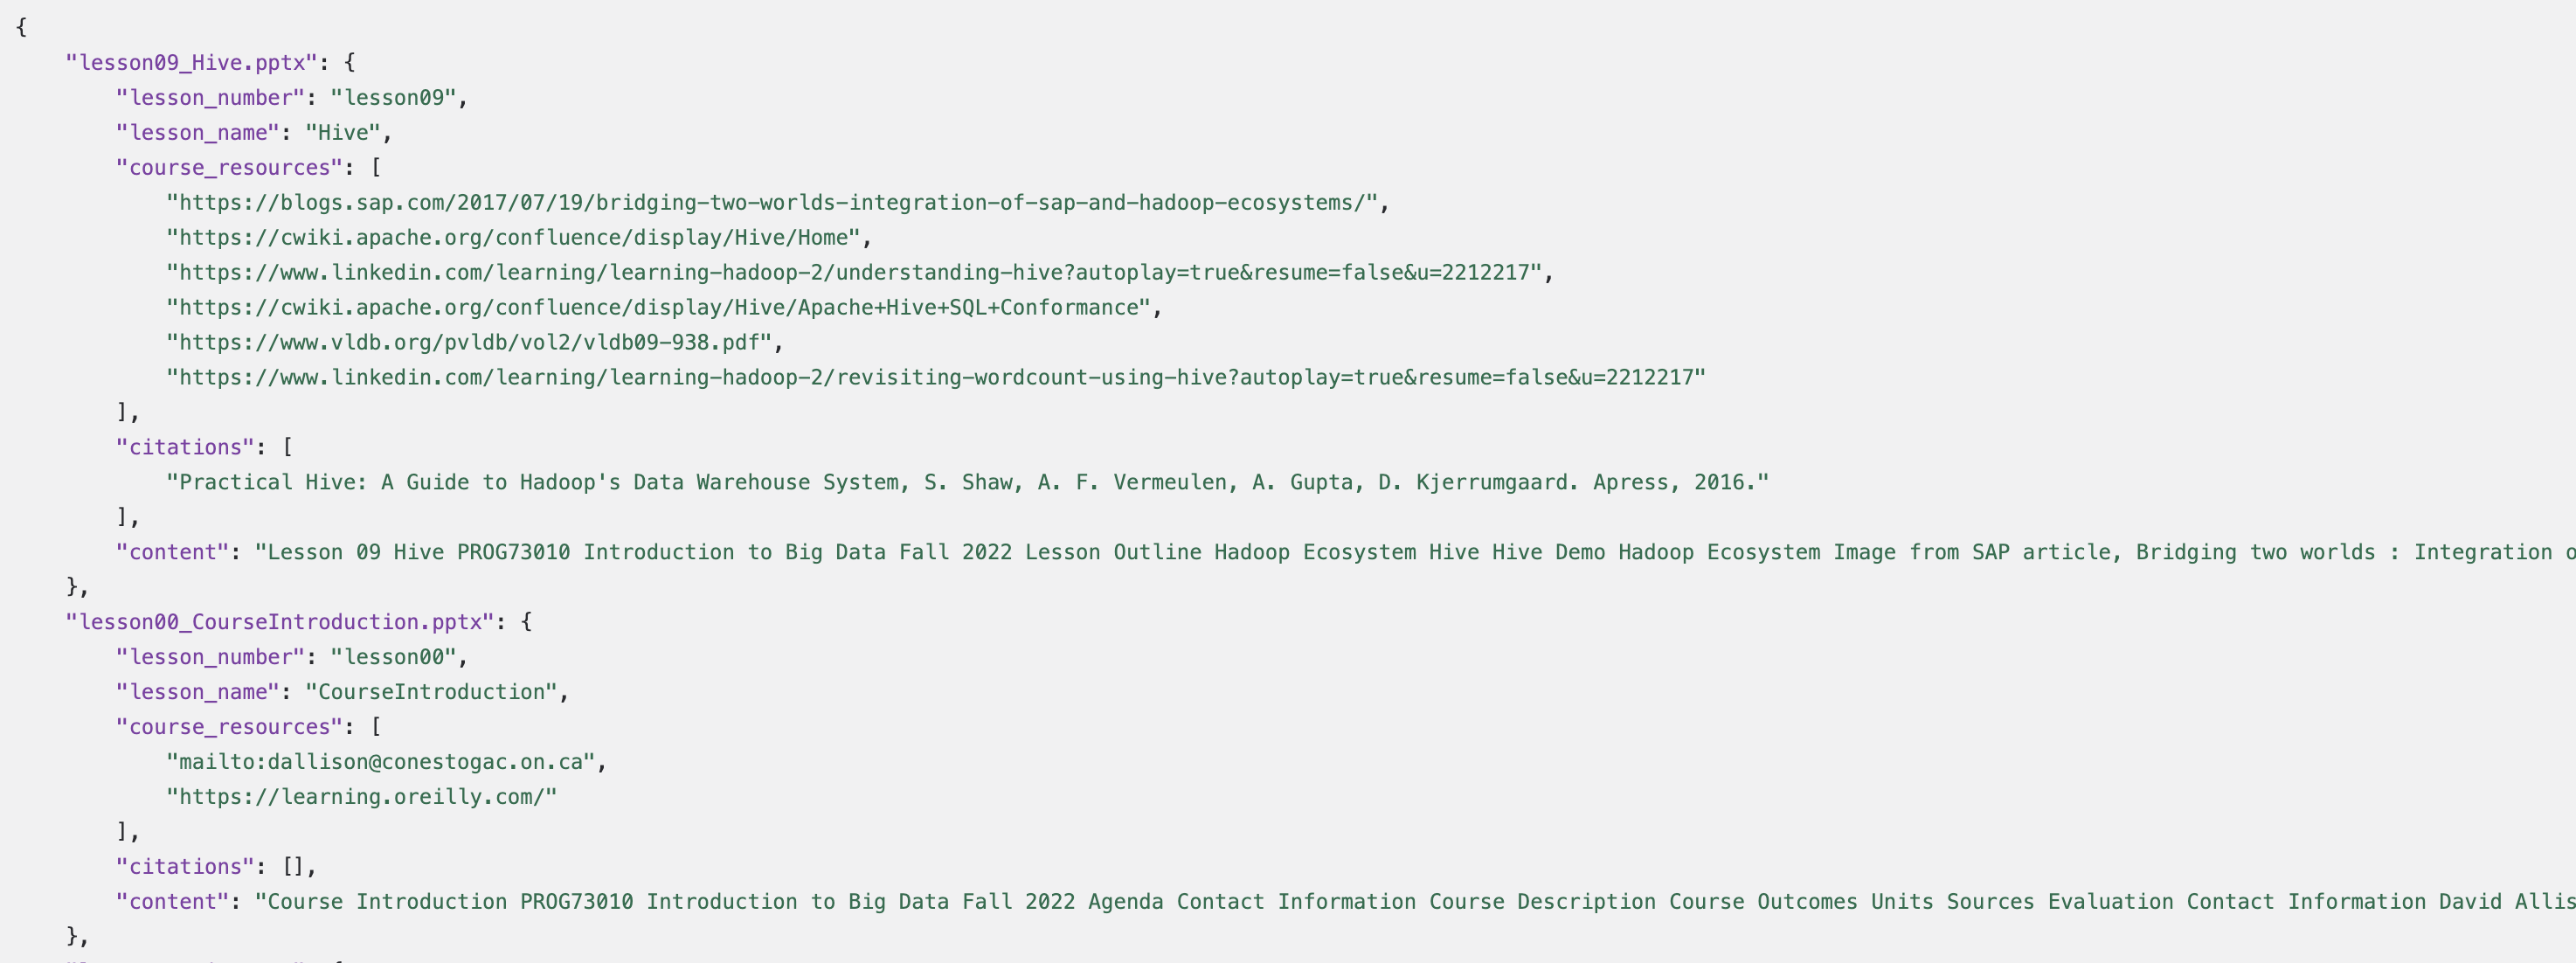 {
"lesson09_Hive.pptx": {
"lesson_number": "lesson09",
"lesson_name": "Hive",
"course_resources": [
"https://blogs.sap.com/2017/07/19/bridging-two-worlds-integration-of-sap-and-hadoop-ecosystems/",
"https://cwiki.apache.org/confluence/display/Hive/Home",
"https://www.linkedin.com/learning/learning-hadoop-2/understanding-hive?autoplay=true&resume=false&u=2212217",
"https://cwiki.apache.org/confluence/display/Hive/Apache+Hive+SQL+Conformance",
"https://www.vldb.org/pvldb/vol2/vldb09-938.pdf",
"https://www.linkedin.com/learning/learning-hadoop-2/revisiting-wordcount-using-hive?autoplay=true&resume=false&u=2212217"
],
"citations": [
"Practical Hive: A Guide to Hadoop's Data Warehouse System, S. Shaw, A. F. Vermeulen, A. Gupta, D. Kjerrumgaard. Apress, 2016."
],
"content": "Lesson 09 Hive PROG73010 Introduction to Big Data Fall 2022 Lesson Outline Hadoop Ecosystem Hive Hive Demo Hadoop Ecosystem Image from SAP article, Bridging two worlds : Integration
},
"lesson00_CourseIntroduction.pptx": {
"lesson_number": "lesson00",
"lesson_name": "CourseIntroduction",
"course_resources": [
"mailto:dallison@conestogac.on.ca",
"https://learning.oreilly.com/"
],
"citations": [],
"content": "Course Introduction PROG73010 Introduction to Big Data Fall 2022 Agenda Contact Information Course Description Course Outcomes Units Sources Evaluation Contact Information David Allis
},